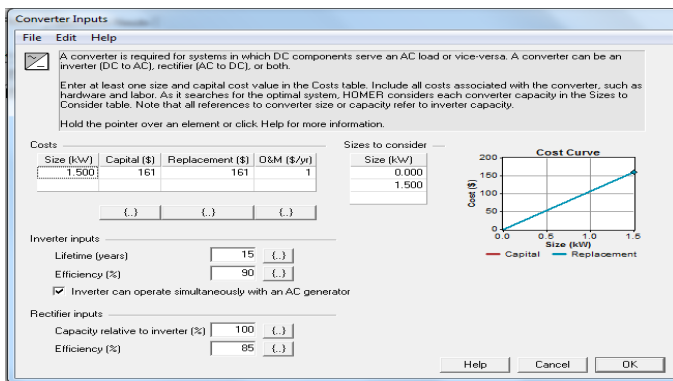 Converter Inputs
File Edit Help
A converter is required for systems in which DC components serve an AC load or vice-versa. A converter can be an
inverter (DC to AC), rectifier (AC to DC), or both.
Enter at least one size and capital cost value in the Costs table. Include all costs associated with the converter, such as
hardware and labor. As it searches for the optimal system, HOMER considers each converter capacity in the Sizes to
Consider table. Note that all references to converter size or capacity refer to inverter capacity.
Hold the pointer over an element or click Help for more information.
Costs
Size (kW) Capital ($) Replacement ($) O&M ($/yr)
1.500 161 161 1
{..} {..} {..}
Sizes to consider
Size (kW)
0.000
1.500
Cost Curve
200
150
100
50
0
Cost ($)
0.0 0.5 1.0 1.5
Size (kW)
Capital Replacement
Inverter inputs
Lifetime (years) 15 {..}
Efficiency (%) 90 {..}
Inverter can operate simultaneously with an AC generator
Rectifier inputs
Capacity relative to inverter (%) 100 {..}
Efficiency (%) 85 {..}
Help Cancel OK